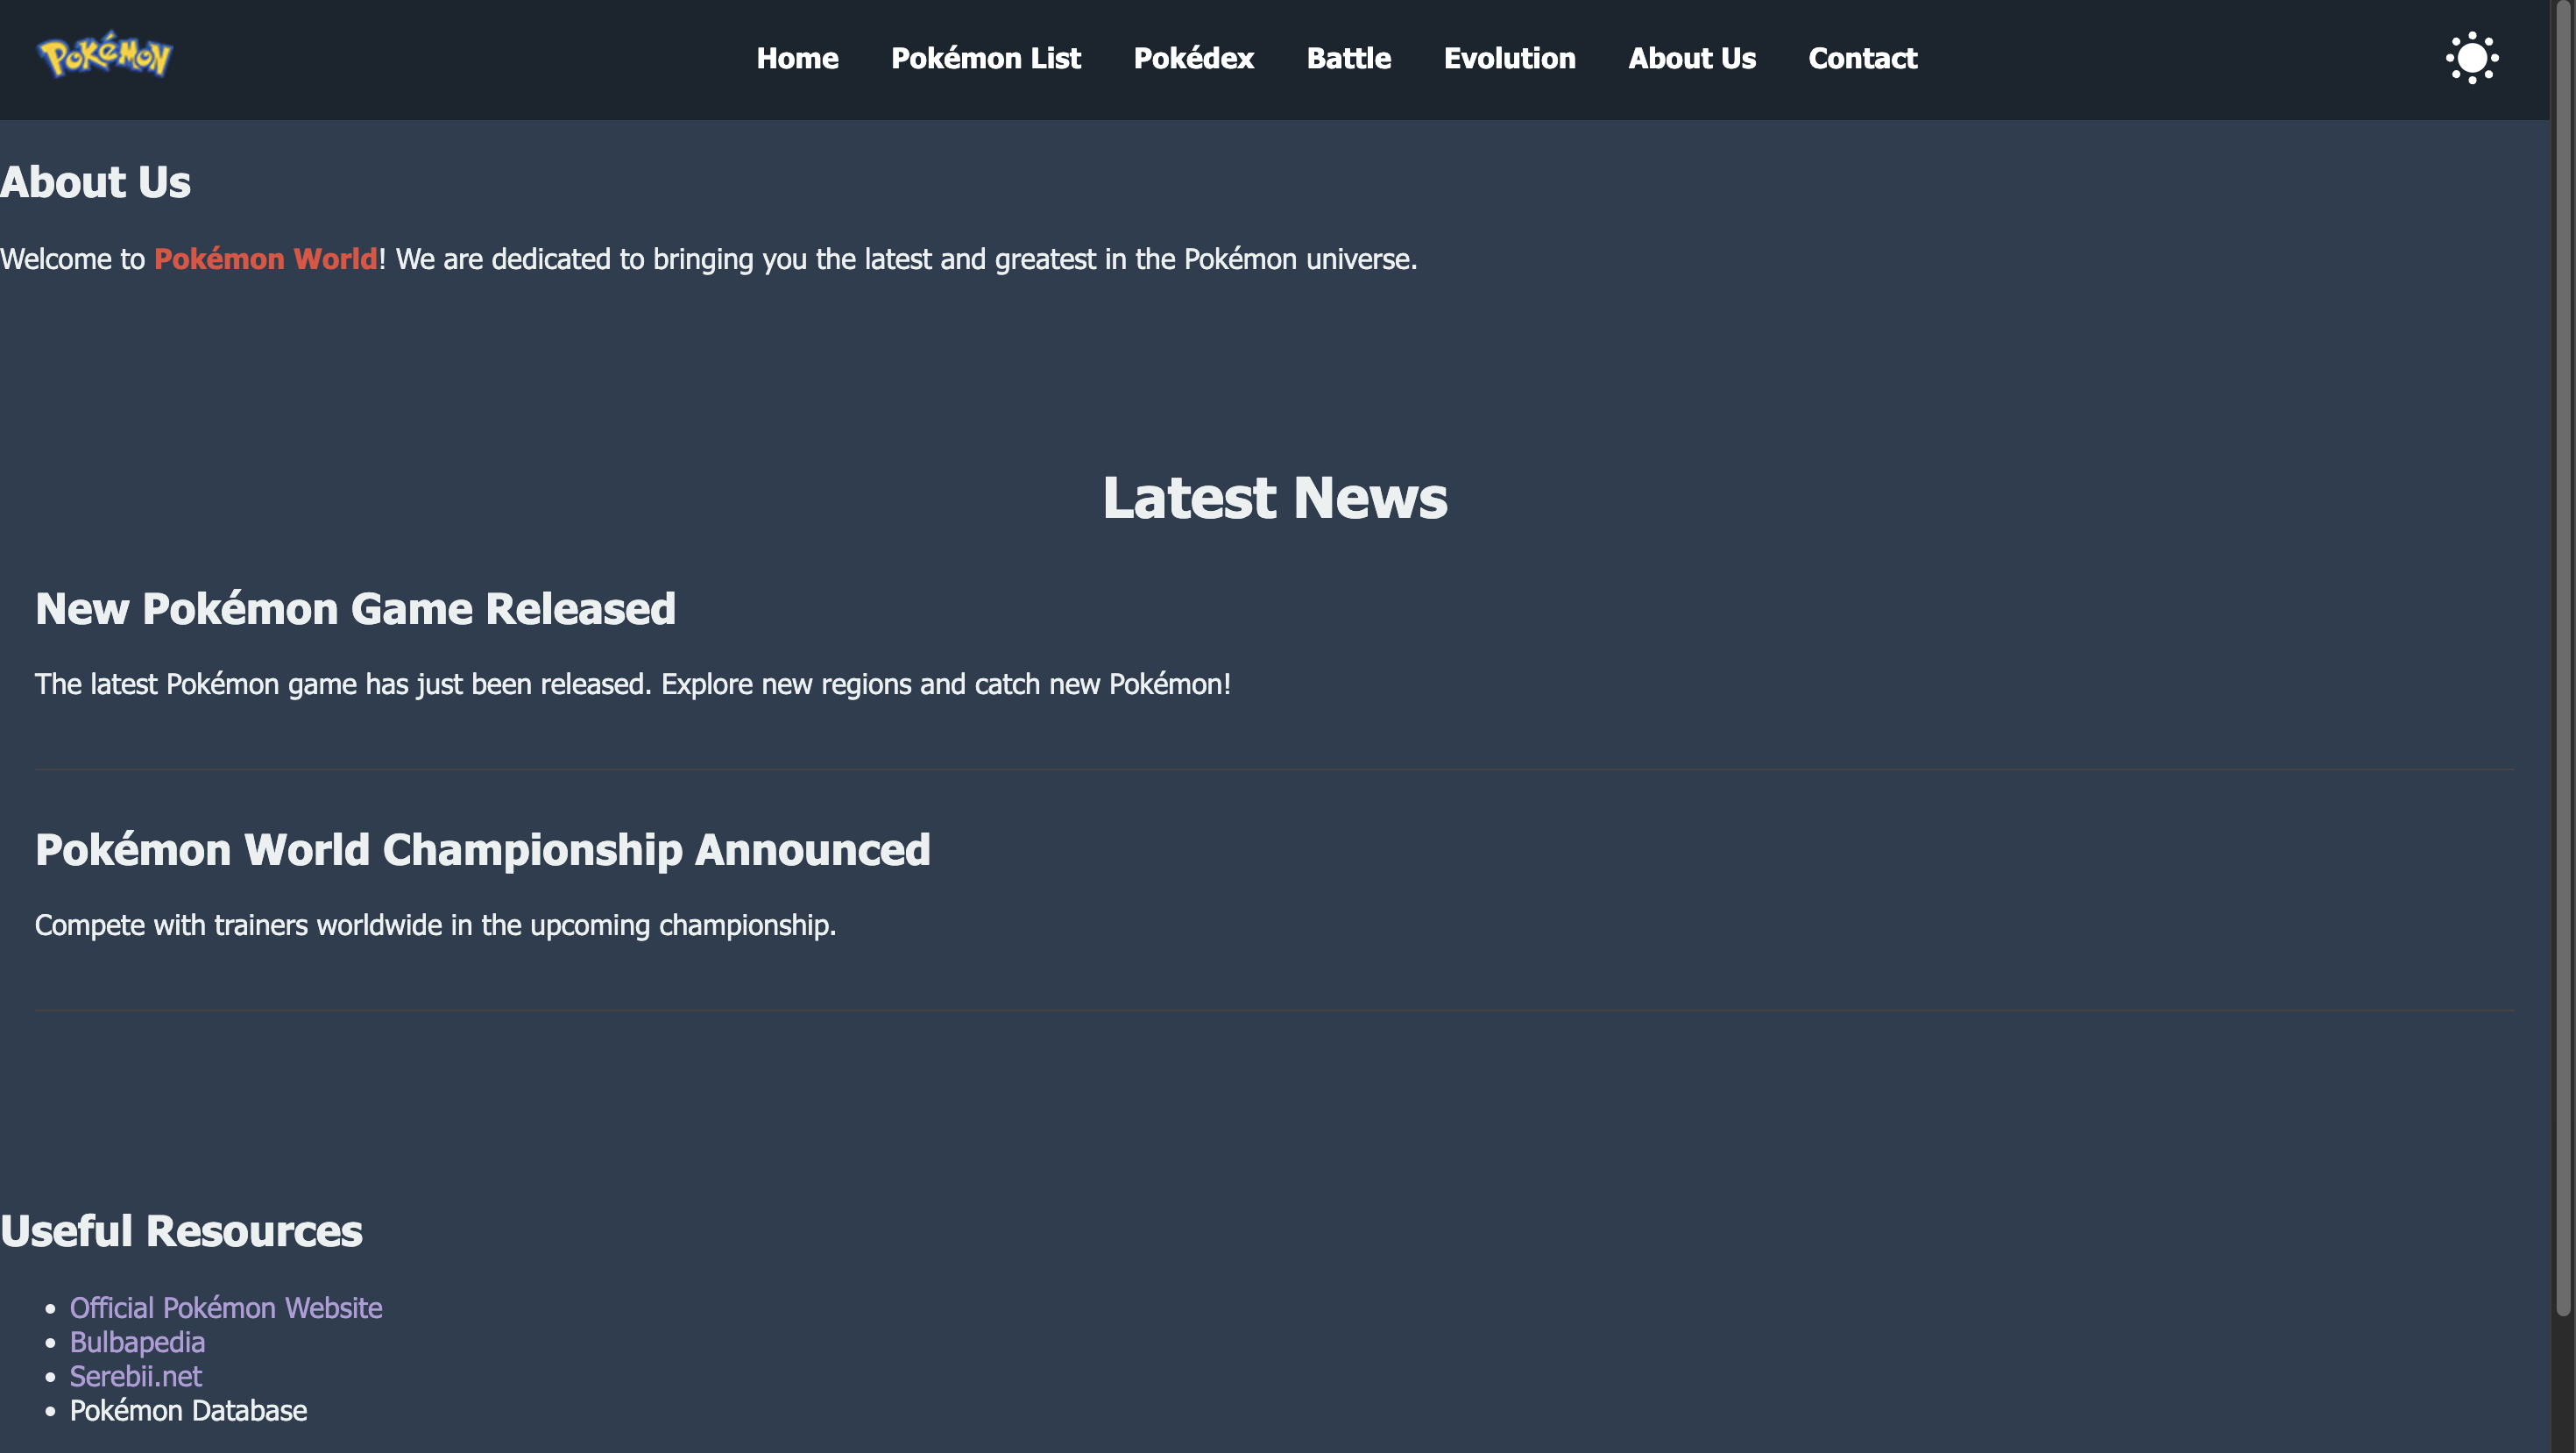 Pokémon
Home Pokémon List Pokédex Battle Evolution About Us Contact
About Us
Welcome to Pokémon World! We are dedicated to bringing you the latest and greatest in the Pokémon universe.
Latest News
New Pokémon Game Released
The latest Pokémon game has just been released. Explore new regions and catch new Pokémon!
Pokémon World Championship Announced
Compete with trainers worldwide in the upcoming championship.
Useful Resources
Official Pokémon Website
Bulbapedia
Serebii.net
Pokémon Database